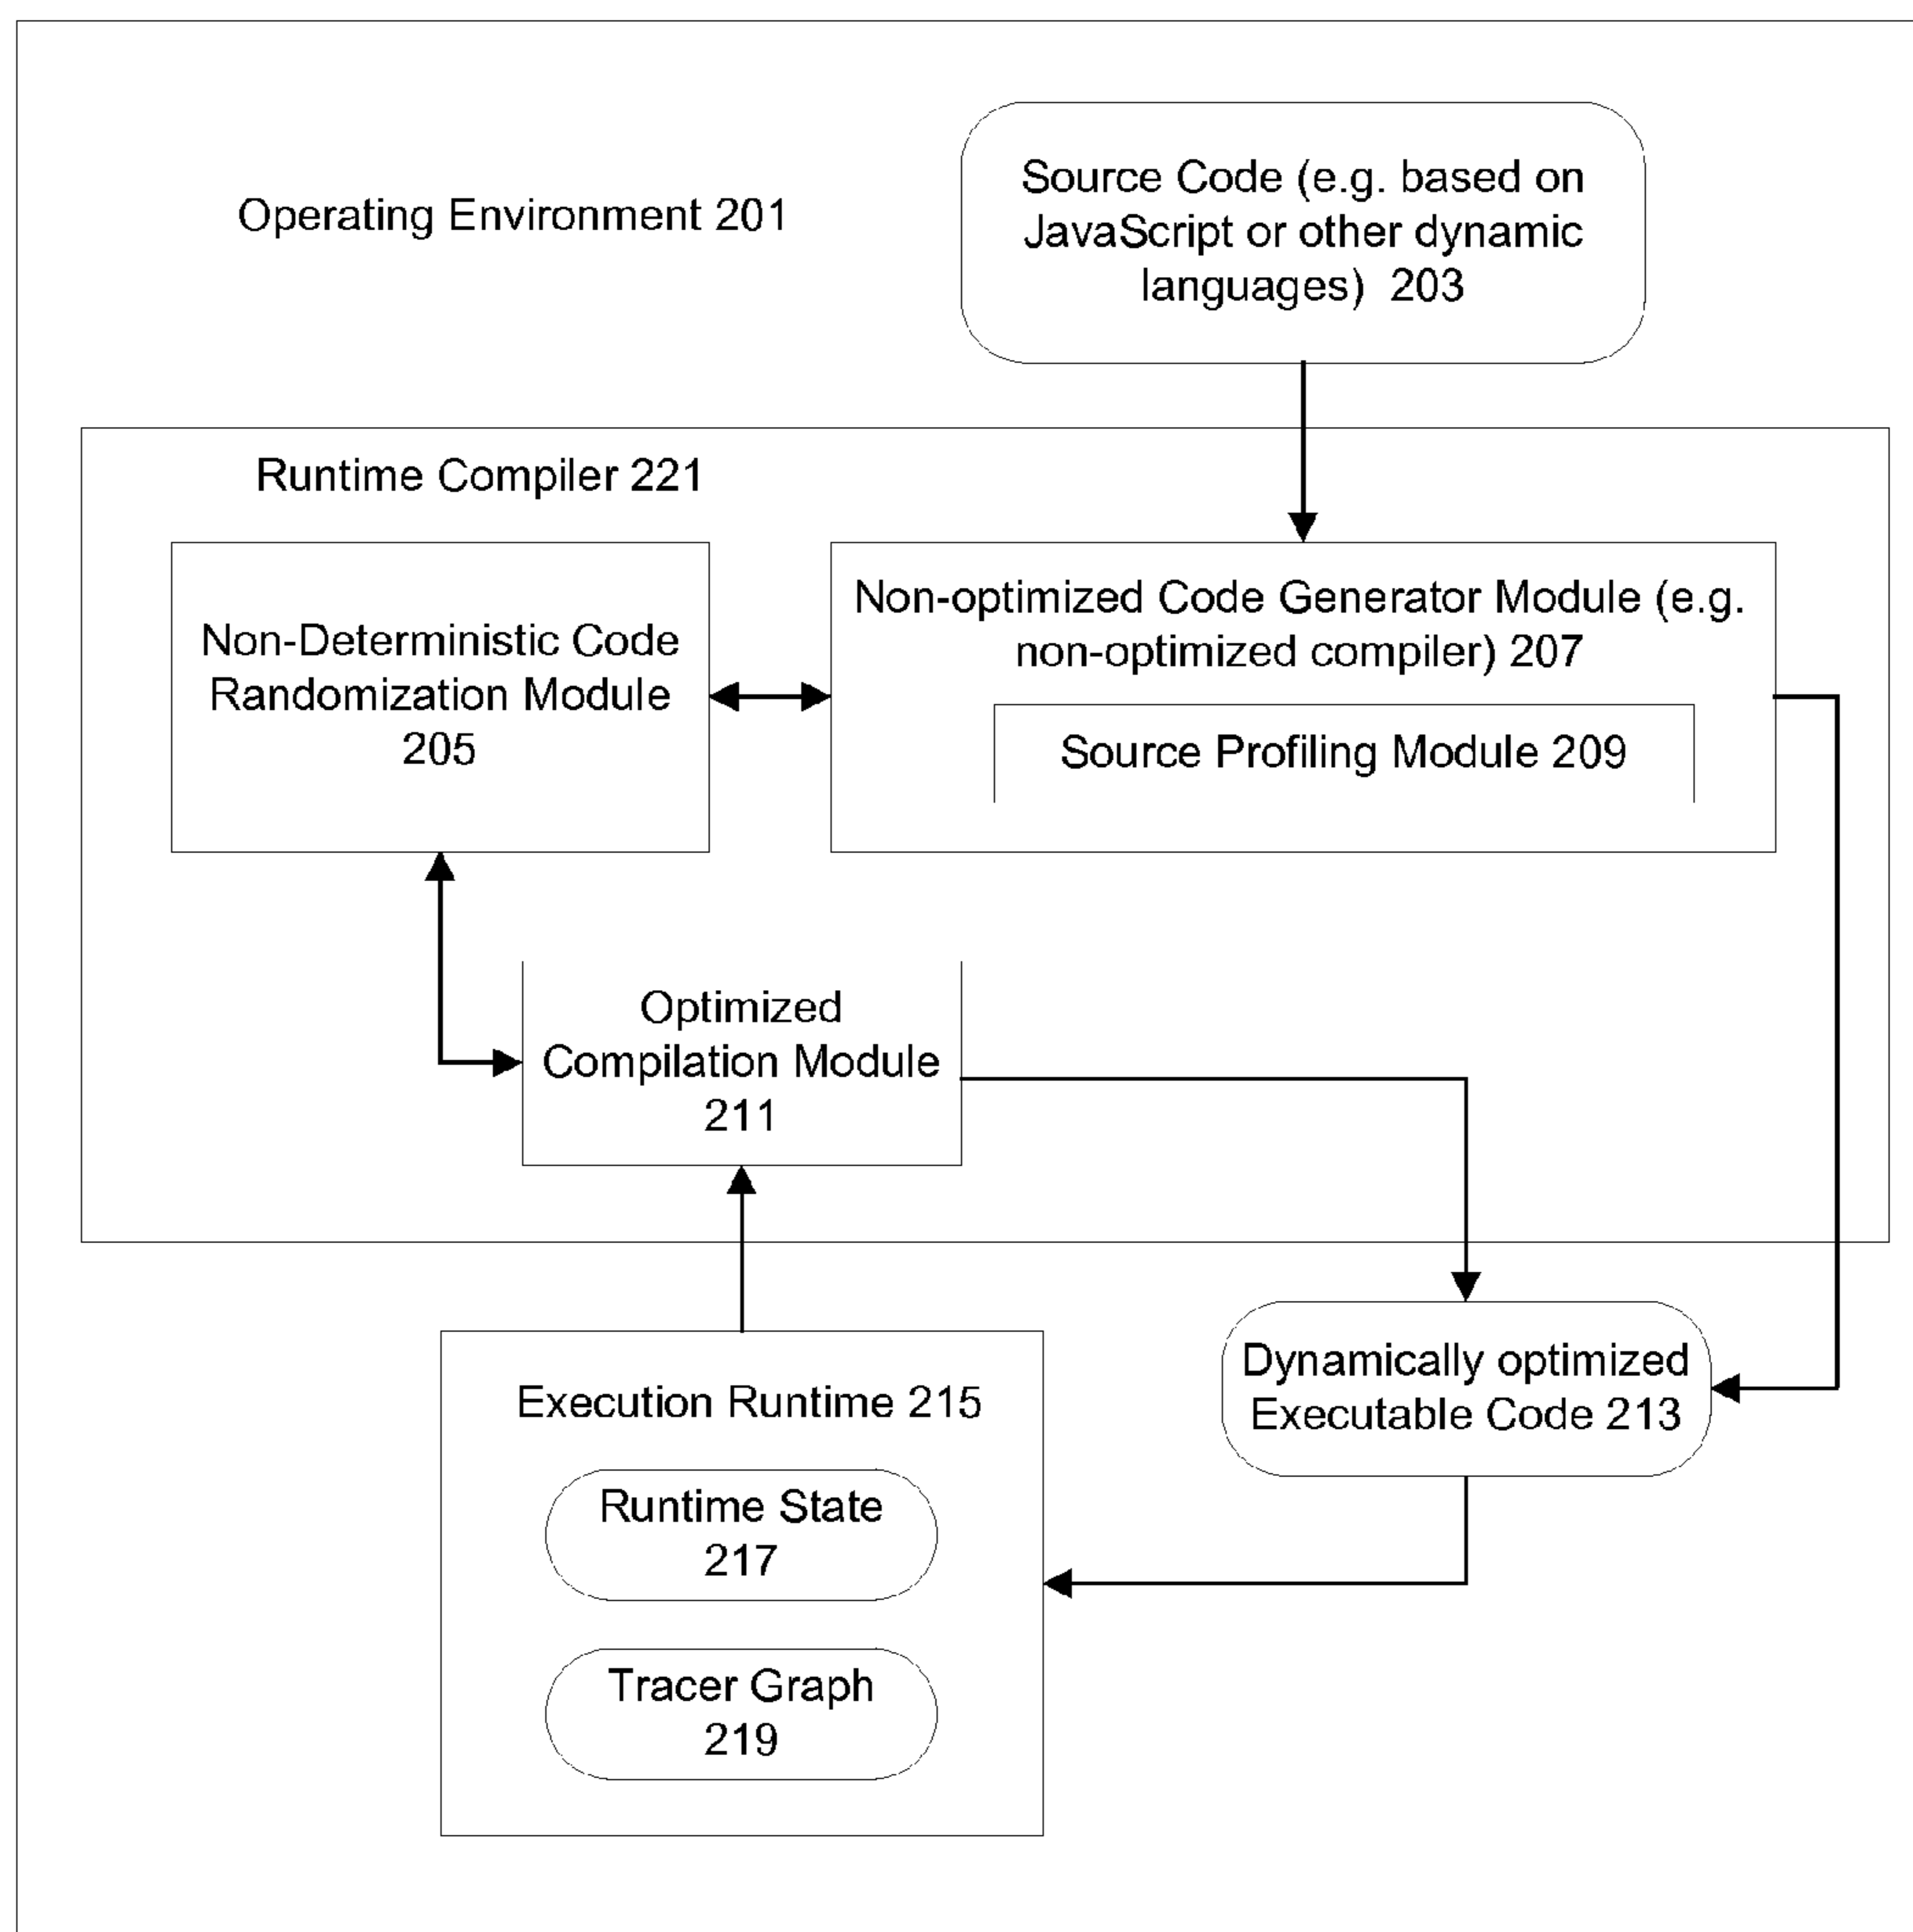 Operating Environment 201
Source Code (e.g. based on
JavaScript or other dynamic
languages) 203
Runtime Compiler 221
Non-Deterministic Code
Randomization Module
205
Non-optimized Code Generator Module (e.g.
non-optimized compiler) 207
Source Profiling Module 209
Optimized
Compilation Module
211
Dynamically optimized
Executable Code 213
Execution Runtime 215
Runtime State
217
Tracer Graph
219